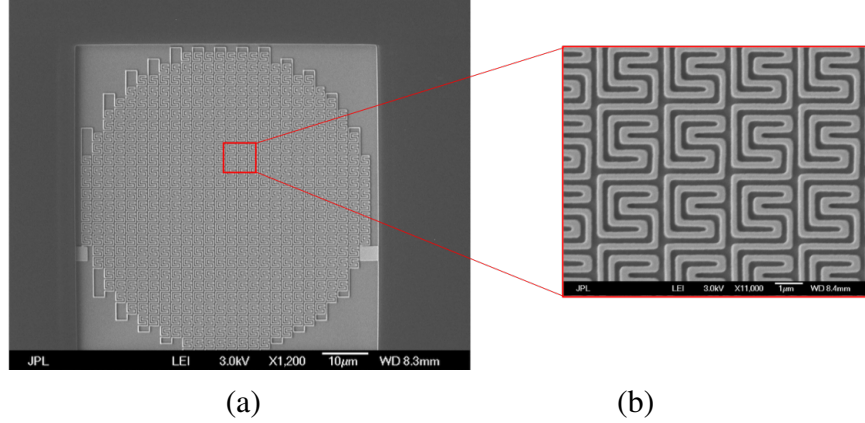 JPL LEI 3.0kV X1,200 10µm WD 8.3mm
JPL LEI 3.0kV X11,000 1µm WD 8.4mm
(a) (b)